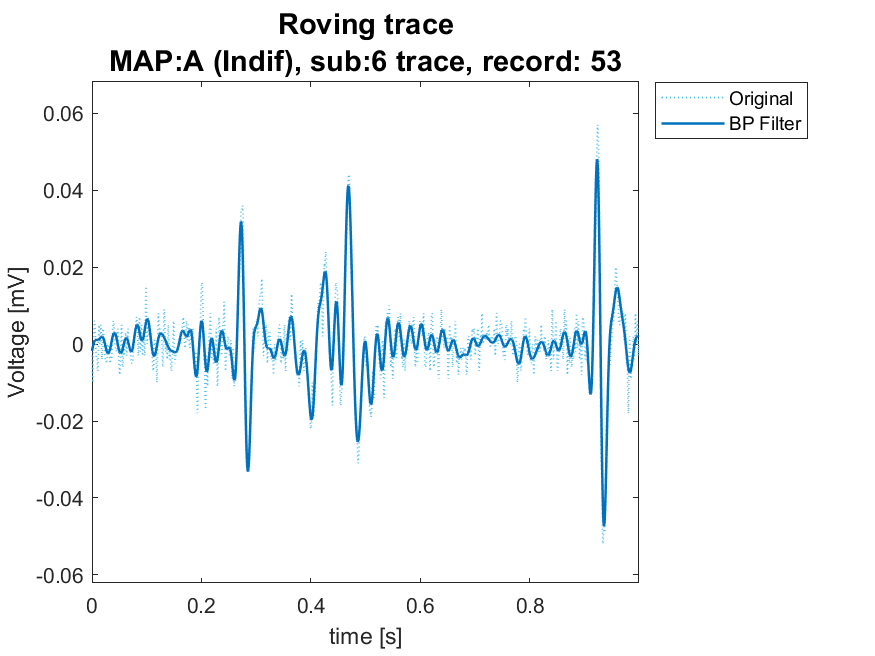 Roving trace
MAP:A (Indif), sub:6 trace, record: 53
Original
BP Filter
0.06
0.04
0.02
0
-0.02
-0.04
-0.06
Voltage [mV]
0 0.2 0.4 0.6 0.8
time [s]